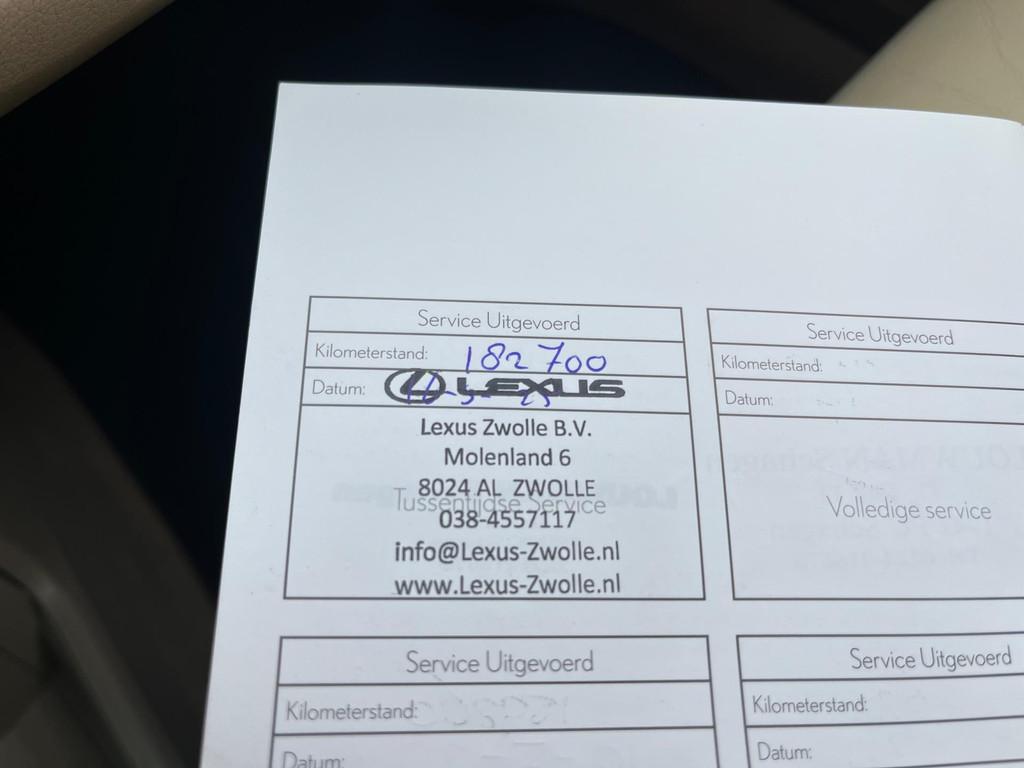 Service Uitgevoerd
Kilometerstand: 182 700
Datum: LEXUS
Lexus Zwolle B.V.
Molenland 6
8024 AL ZWOLLE
Tussentijdse Service
038-4557117
info@Lexus-Zwolle.nl
www.Lexus-Zwolle.nl
Service Uitgevoerd
Kilometerstand:
Datum:
Volledige service
Service Uitgevoerd
Kilometerstand:
Datum:
Service Uitgevoerd
Kilometerstand:
Datum: